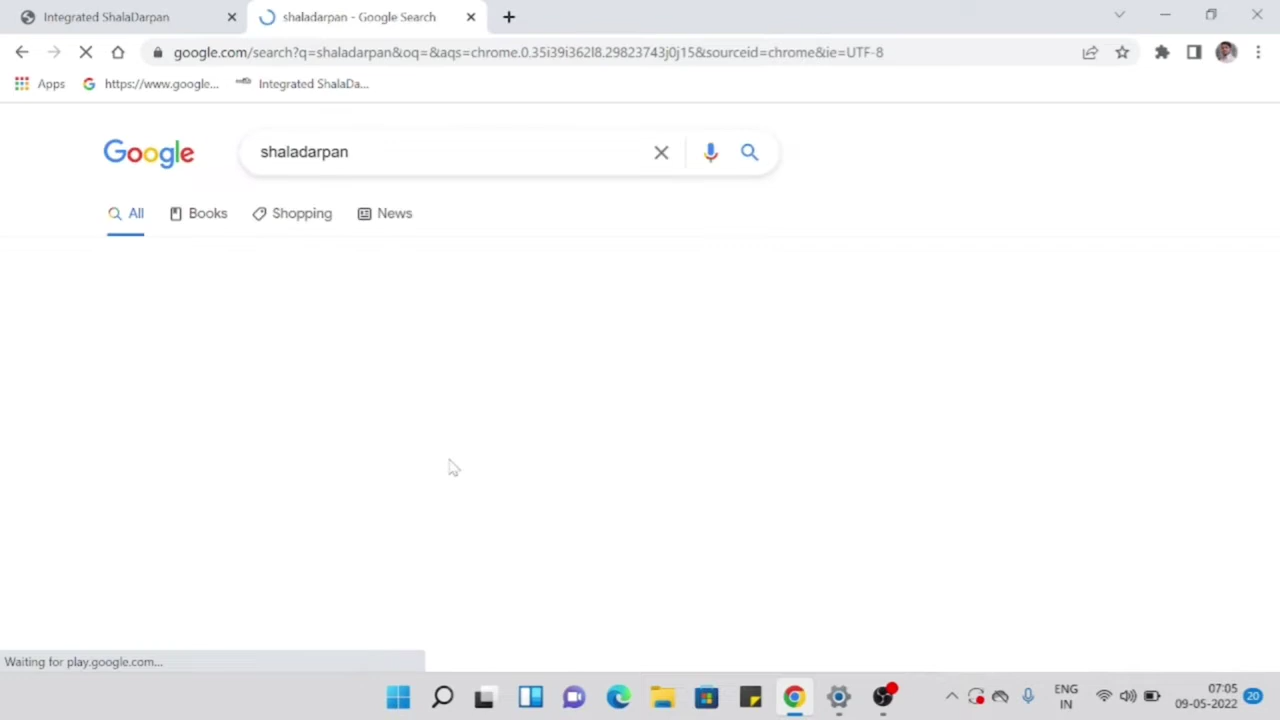 Integrated ShalaDarpan
shaladarpan - Google Search
google.com/search?q=shaladarpan&oq=&aqs=chrome.0.35i39i362l8.29823743j0j15&sourceid=chrome&ie=UTF-8
Apps
https://www.google...
Integrated ShalaDa...
Google
shaladarpan
All
Books
Shopping
News
Waiting for play.google.com...
ENG
IN
07:05
09-05-2022
20